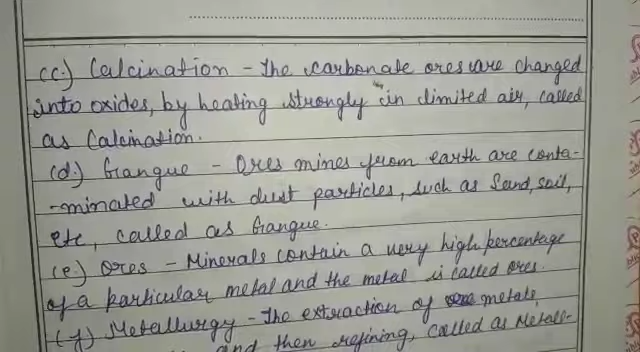 (c.) Calcination - The carbonate ores are changed
into oxides, by heating strongly in limited air, called
as Calcination.
(d.) Gangue - Ores mines from earth are conta-
-minated with dust particles, such as Sand, soil,
etc, called as Gangue.
(e.) Ores - Minerals contain a very high percentage
of a particular metal and the metal is called ores.
(f) Metallurgy - The extraction of metals,
and then refining, called as Metall-